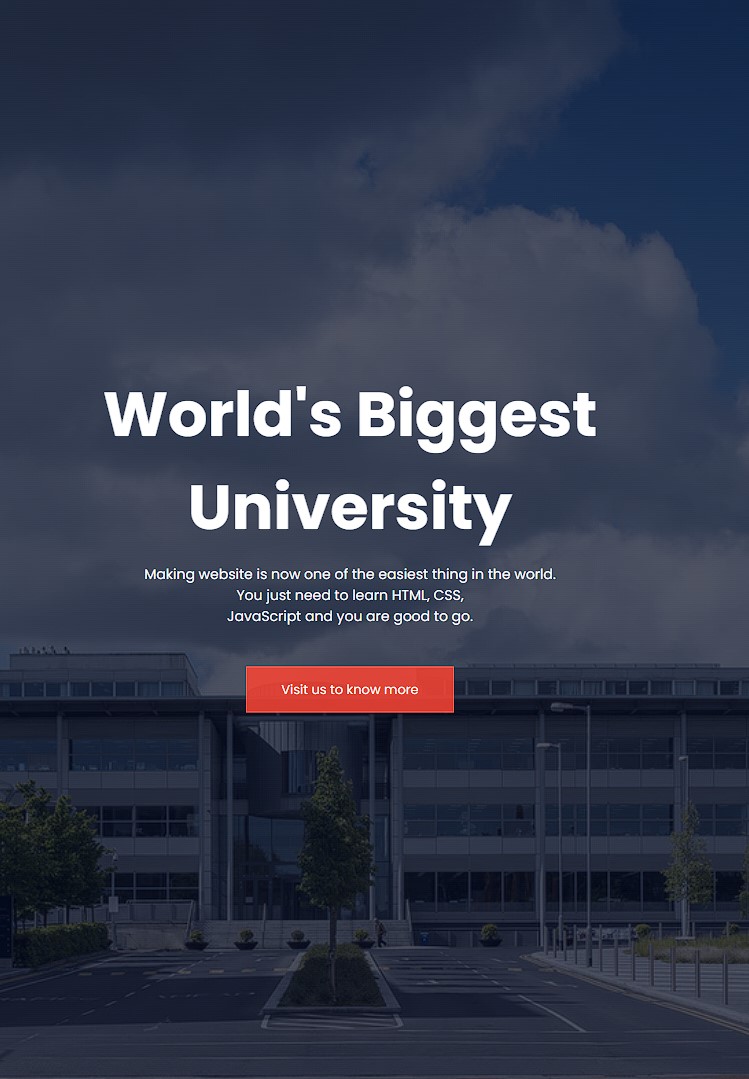 World's Biggest
University
Making website is now one of the easiest thing in the world.
You just need to learn HTML, CSS,
JavaScript and you are good to go.
Visit us to know more